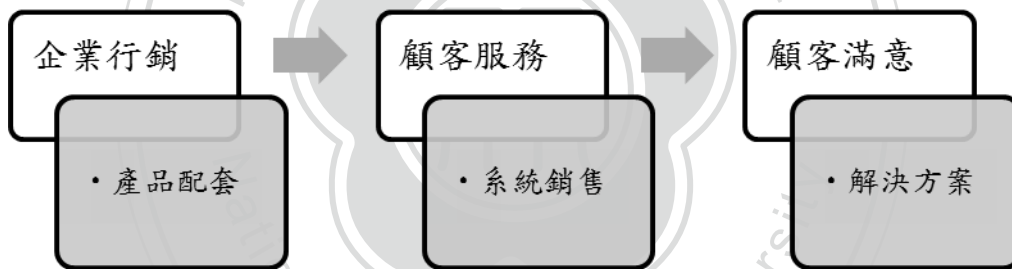 企業行銷
・產品配套
顧客服務
・系統銷售
顧客滿意
・解決方案